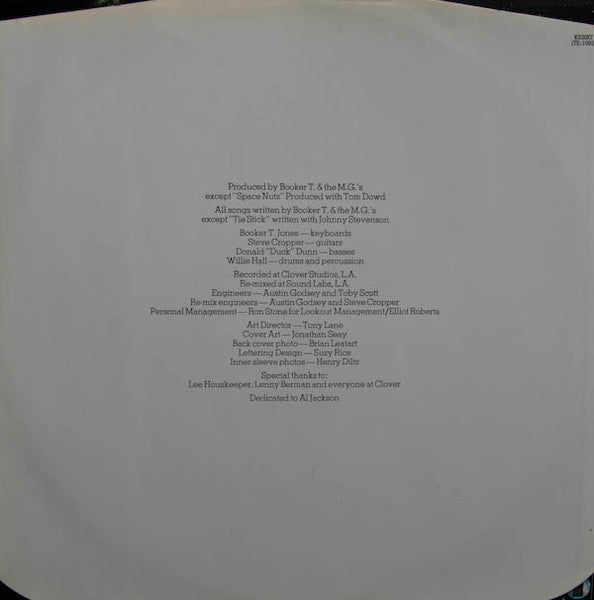 K53057
Produced by Booker T. & the M.G.'s
except "Space Nuts" Produced with Tom Dowd
All songs written by Booker T. & the M.G.'s
except "Tie Stick" written with Johnny Stevenson
Booker T. Jones—keyboards
Steve Cropper—guitars
Donald "Duck" Dunn—basses
Willie Hall—drums and percussion
Recorded at Clover Studios, L.A.
Re-mixed at Sound Labs, L.A.
Engineers—Austin Godsey and Toby Scott
Re-mix engineers—Austin Godsey and Steve Cropper
Personal Management—Ron Stone for Lookout Management/Elliot Roberts
Art Director—Tony Lane
Cover Art—Jonathan Seay
Back cover photo—Brian Leatart
Lettering Design—Suzy Rice
Inner sleeve photos—Henry Diltz
Special thanks to:
Lee Houskeeper, Lenny Berman and everyone at Clover
Dedicated to Al Jackson